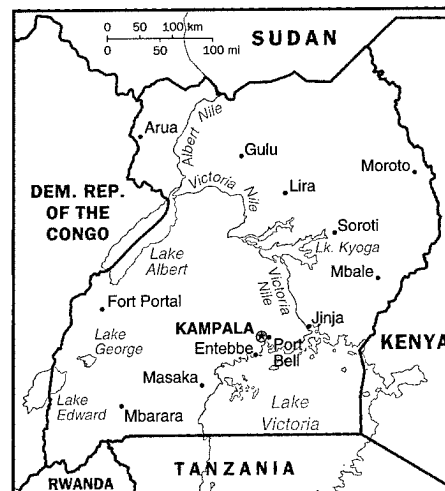 0 50 100 km
0 50 100 mi
SUDAN
Arua
Albert Nile
Gulu
Moroto
Victoria Nile
Lira
DEM. REP.
OF THE
CONGO
Soroti
Lk. Kyoga
Lake
Albert
Mbale
Victoria
Nile
Fort Portal
Jinja
KAMPALA
Port
Bell
Entebbe
KENYA
Lake
George
Masaka
Lake
Edward
Mbarara
Lake
Victoria
TANZANIA
RWANDA